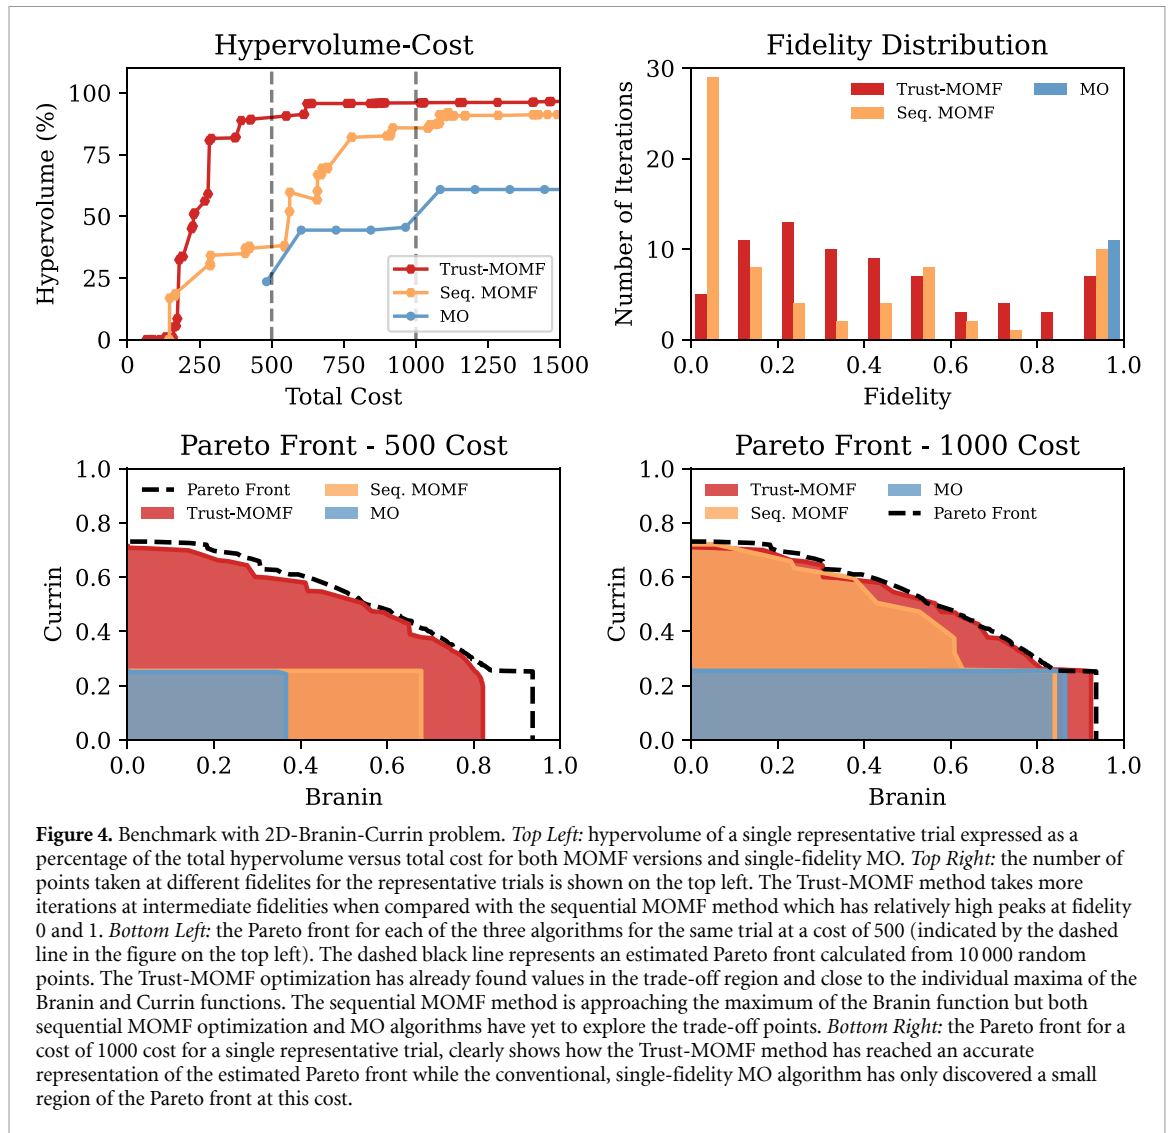 Hypervolume-Cost
Hypervolume (%)
100
75
50
25
0
Trust-MOMF
Seq. MOMF
MO
0 250 500 750 1000 1250 1500
Total Cost
Fidelity Distribution
Number of Iterations
30
20
10
0
Trust-MOMF
Seq. MOMF
MO
0.0 0.2 0.4 0.6 0.8 1.0
Fidelity
Pareto Front - 500 Cost
Currin
1.0
0.8
0.6
0.4
0.2
0.0
Pareto Front
Trust-MOMF
Seq. MOMF
MO
0.0 0.2 0.4 0.6 0.8 1.0
Branin
Pareto Front - 1000 Cost
Currin
1.0
0.8
0.6
0.4
0.2
0.0
Trust-MOMF
Seq. MOMF
MO
Pareto Front
0.0 0.2 0.4 0.6 0.8 1.0
Branin
Figure 4. Benchmark with 2D-Branin-Currin problem. Top Left: hypervolume of a single representative trial expressed as a
percentage of the total hypervolume versus total cost for both MOMF versions and single-fidelity MO. Top Right: the number of
points taken at different fidelites for the representative trials is shown on the top left. The Trust-MOMF method takes more
iterations at intermediate fidelities when compared with the sequential MOMF method which has relatively high peaks at fidelity
0 and 1. Bottom Left: the Pareto front for each of the three algorithms for the same trial at a cost of 500 (indicated by the dashed
line in the figure on the top left). The dashed black line represents an estimated Pareto front calculated from 10 000 random
points. The Trust-MOMF optimization has already found values in the trade-off region and close to the individual maxima of the
Branin and Currin functions. The sequential MOMF method is approaching the maximum of the Branin function but both
sequential MOMF optimization and MO algorithms have yet to explore the trade-off points. Bottom Right: the Pareto front for a
cost of 1000 cost for a single representative trial, clearly shows how the Trust-MOMF method has reached an accurate
representation of the estimated Pareto front while the conventional, single-fidelity MO algorithm has only discovered a small
region of the Pareto front at this cost.